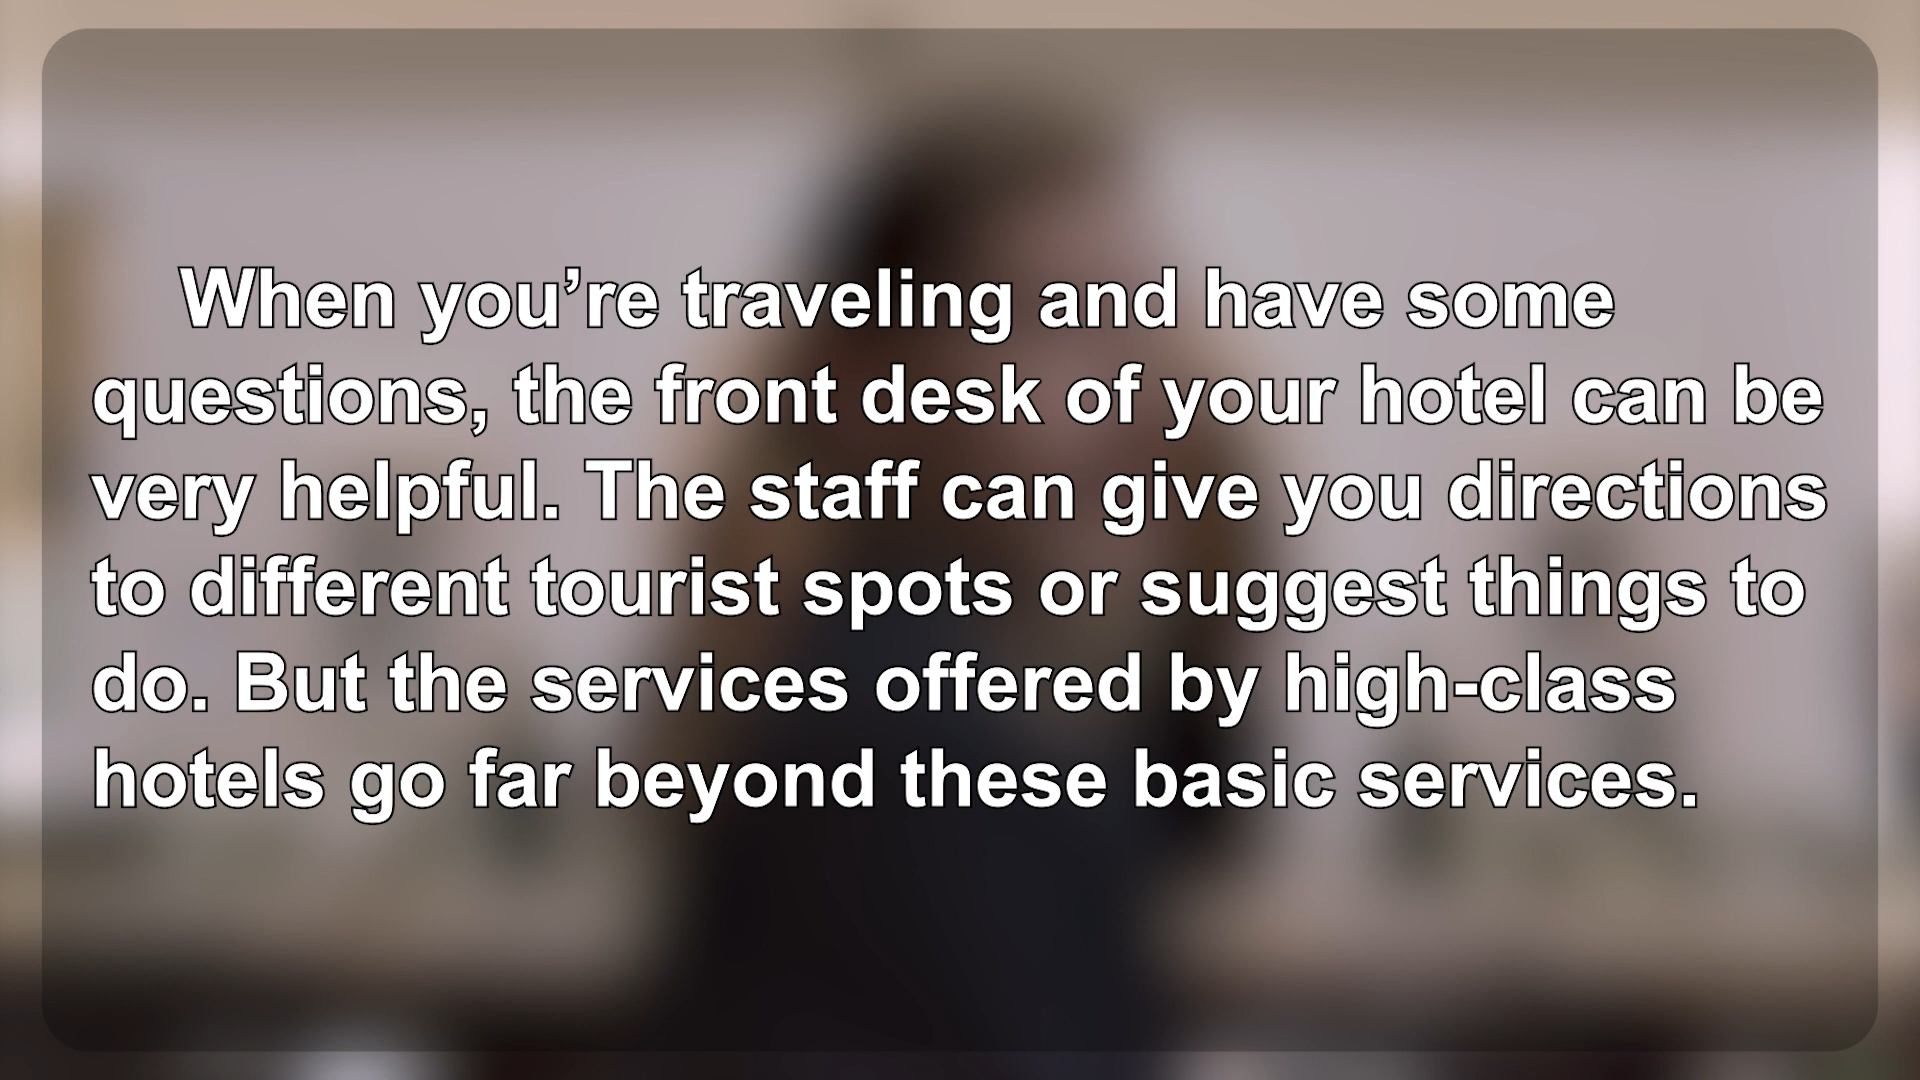 When you’re traveling and have some
questions, the front desk of your hotel can be
very helpful. The staff can give you directions
to different tourist spots or suggest things to
do. But the services offered by high-class
hotels go far beyond these basic services.